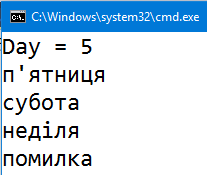 C:\Windows\system32\cmd.exe
Day = 5
п'ятниця
субота
неділя
помилка